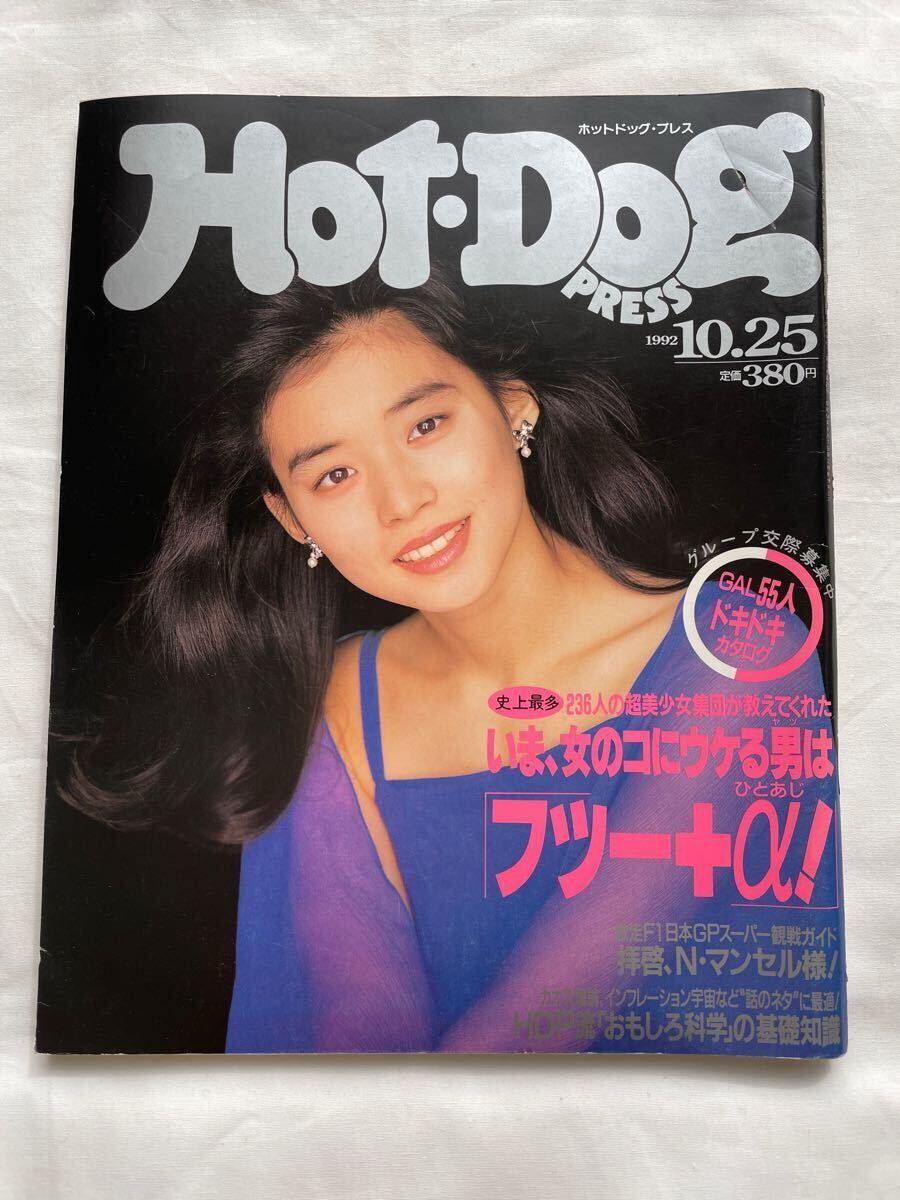 ホットドッグ・プレス
Hot・Dog
PRESS
1992 10.25
定価380円
グループ交際募集中
GAL55人
ドキドキ
カタログ
史上最多 236人の超美少女集団が教えてくれた
いま、女のコにウケる男は
ヤツ
ひとあじ
「フツー+α!」
F1日本GPスーパー観戦ガイド
拝啓、N・マンセル様!
インフレーション宇宙など"話のネタ"に最適!
HDP流「おもしろ科学」の基礎知識